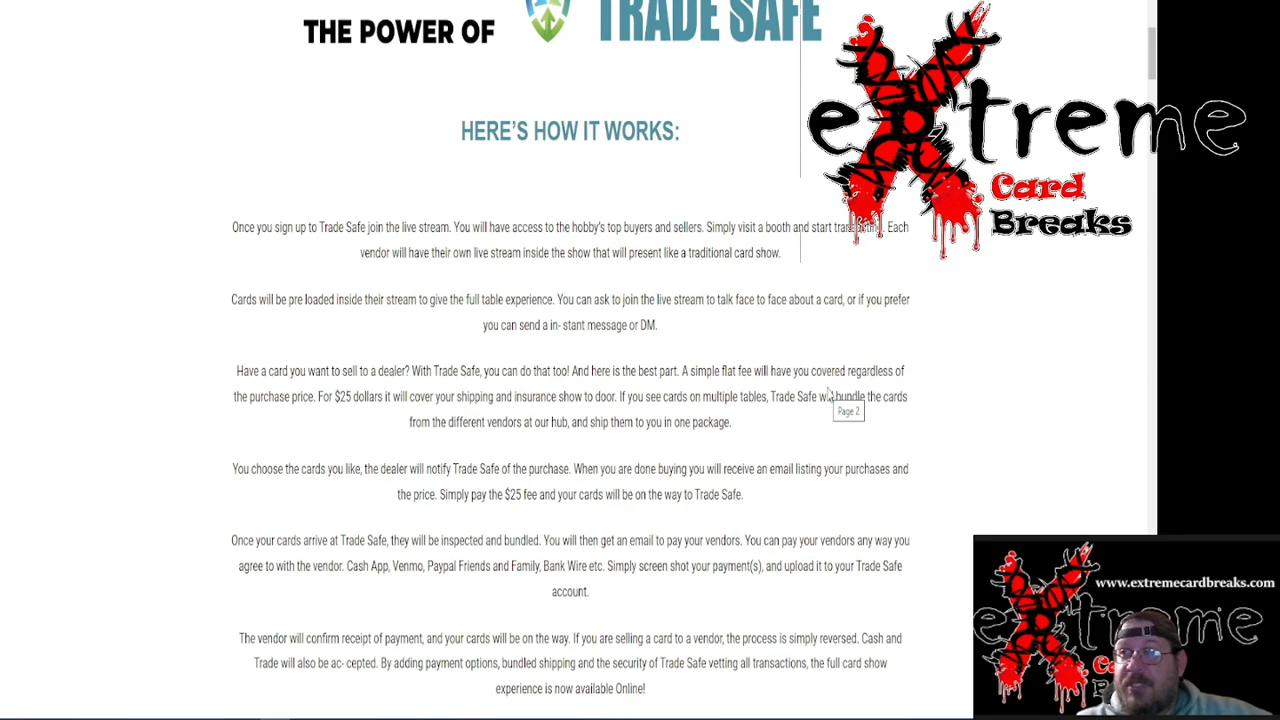 THE POWER OF
TRADE SAFE
eXtreme
Card
Breaks
HERE'S HOW IT WORKS:
Once you sign up to Trade Safe join the live stream. You will have access to the hobby's top buyers and sellers. Simply visit a booth and start Each
vendor will have their own live stream inside the show that will present like a traditional card show.
Cards will be pre loaded inside their stream to give the full table experience. You can ask to join the live stream to talk face to face about a card, or if you prefer
you can send a in- stant message or DM.
Have a card you want to sell to a dealer? With Trade Safe, you can do that too! And here is the best part. A simple flat fee will have you covered regardless of
the purchase price. For $25 dollars it will cover your shipping and insurance show to door. If you see cards on multiple tables, Trade Safe will bundle the cards
Page 2
from the different vendors at our hub, and ship them to you in one package.
You choose the cards you like, the dealer will notify Trade Safe of the purchase. When you are done buying you will receive an email listing your purchases and
the price. Simply pay the $25 fee and your cards will be on the way to Trade Safe.
Once your cards arrive at Trade Safe, they will be inspected and bundled. You will then get an email to pay your vendors. You can pay your vendors any way you
agree to with the vendor. Cash App, Venmo, Paypal Friends and Family, Bank Wire etc. Simply screen shot your payment(s), and upload it to your Trade Safe
account.
The vendor will confirm receipt of payment, and your cards will be on the way. If you are selling a card to a vendor, the process is simply reversed. Cash and
Trade will also be ac- cepted. By adding payment options, bundled shipping and the security of Trade Safe vetting all transactions, the full card show
experience is now available Online!
www.extremecardbreaks.com
eXtreme